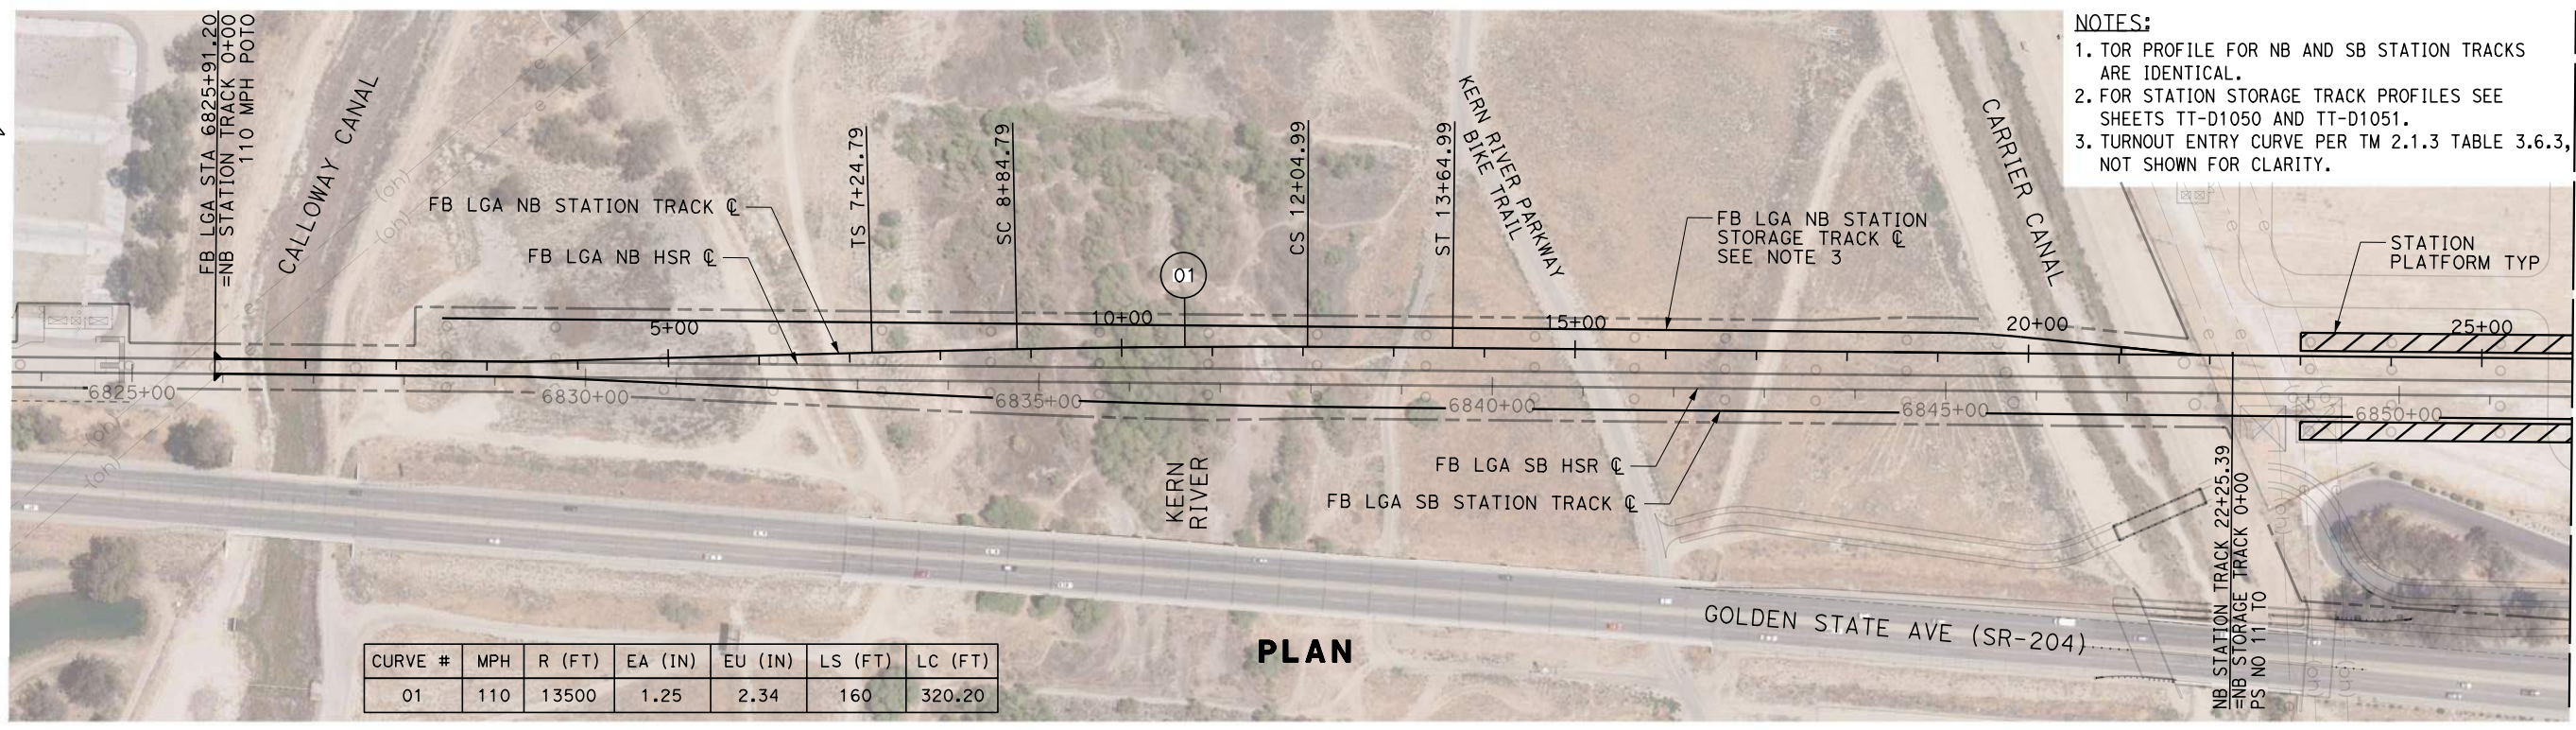 NOTES:
1. TOR PROFILE FOR NB AND SB STATION TRACKS
ARE IDENTICAL.
2. FOR STATION STORAGE TRACK PROFILES SEE
SHEETS TT-D1050 AND TT-D1051.
3. TURNOUT ENTRY CURVE PER TM 2.1.3 TABLE 3.6.3,
NOT SHOWN FOR CLARITY.
FB LGA STA 6825+91.20
=NB STATION TRACK 0+00
110 MPH POTO
CALLOWAY CANAL
(oh)
(oh)
FB LGA NB STATION TRACK ℄
FB LGA NB HSR ℄
TS 7+24.79
SC 8+84.79
CS 12+04.99
ST 13+64.99
01
KERN RIVER PARKWAY
BIKE TRAIL
FB LGA NB STATION
STORAGE TRACK ℄
SEE NOTE 3
CARRIER CANAL
STATION
PLATFORM TYP
5+00
10+00
15+00
20+00
25+00
6825+00
6830+00
6835+00
6840+00
6845+00
6850+00
(oh)
(oh)
KERN
RIVER
FB LGA SB HSR ℄
FB LGA SB STATION TRACK ℄
NB STATION TRACK 22+25.39
=NB STORAGE TRACK 0+00
PS NO 11 TO
(oh)
(oh)
(oh)
GOLDEN STATE AVE (SR-204)
PLAN
CURVE # MPH R (FT) EA (IN) EU (IN) LS (FT) LC (FT)
01 110 13500 1.25 2.34 160 320.20